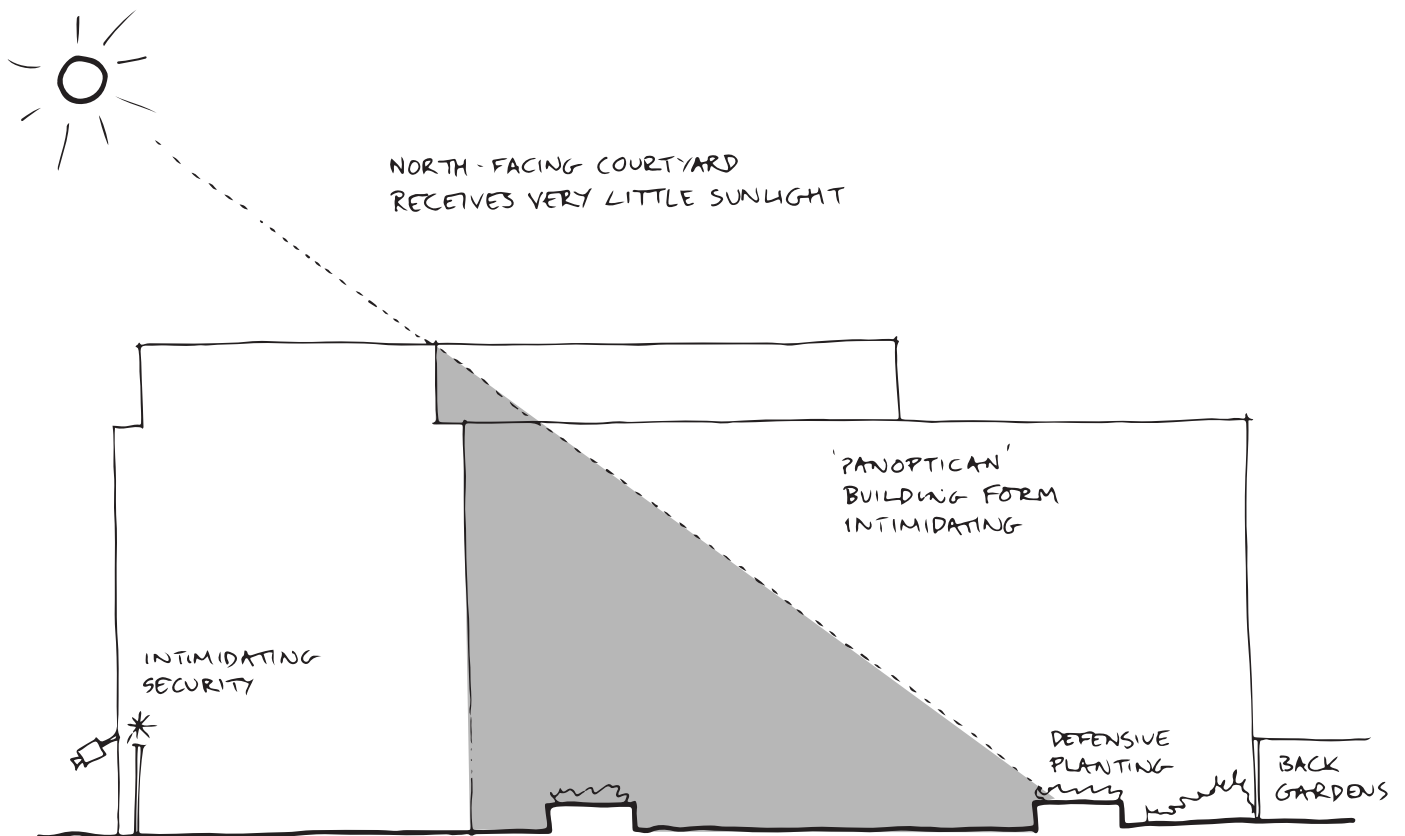 NORTH-FACING COURTYARD
RECEIVES VERY LITTLE SUNLIGHT
'PANOPTICAN'
BUILDING FORM
INTIMIDATING
INTIMIDATING
SECURITY
DEFENSIVE
PLANTING
BACK
GARDENS